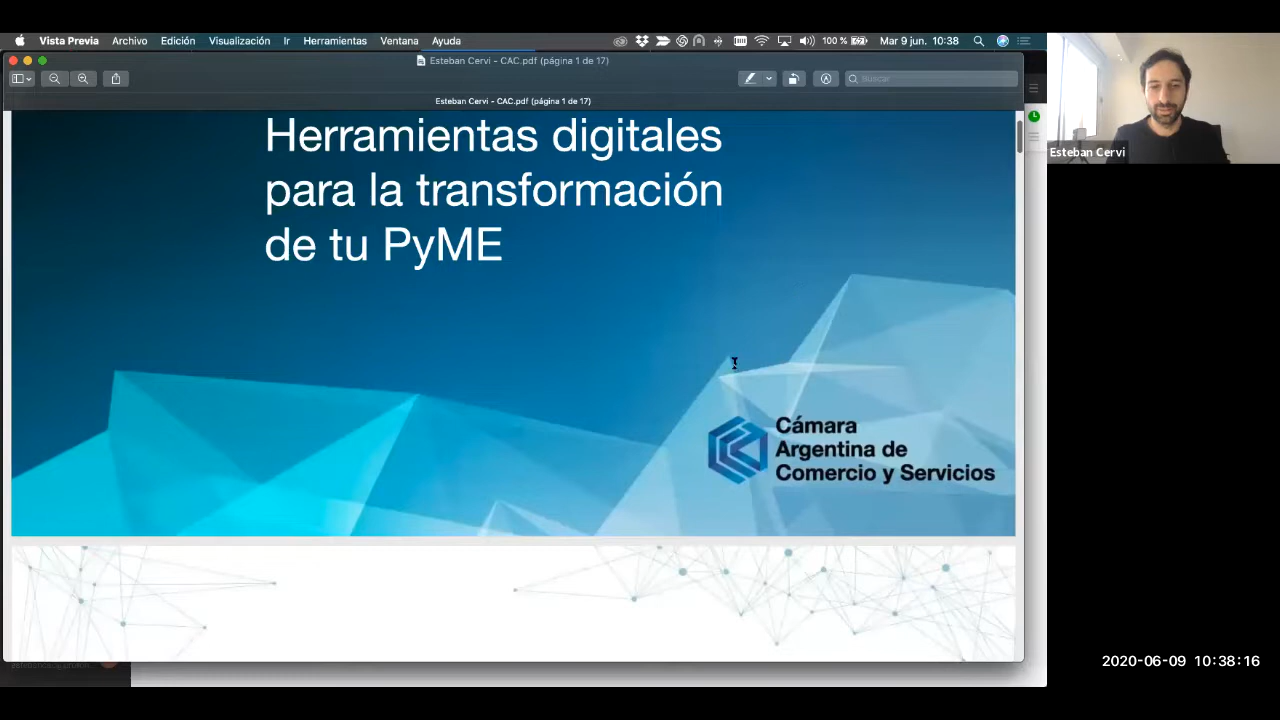 Vista Previa Archivo Edición Visualización Ir Herramientas Ventana Ayuda 100 % Mar 9 jun. 10:38
Esteban Cervi - CAC.pdf (página 1 de 17)
Buscar
Esteban Cervi - CAC.pdf (página 1 de 17)
Herramientas digitales
para la transformación
de tu PyME
Cámara
Argentina de
Comercio y Servicios
Esteban Cervi
2020-06-09 10:38:16